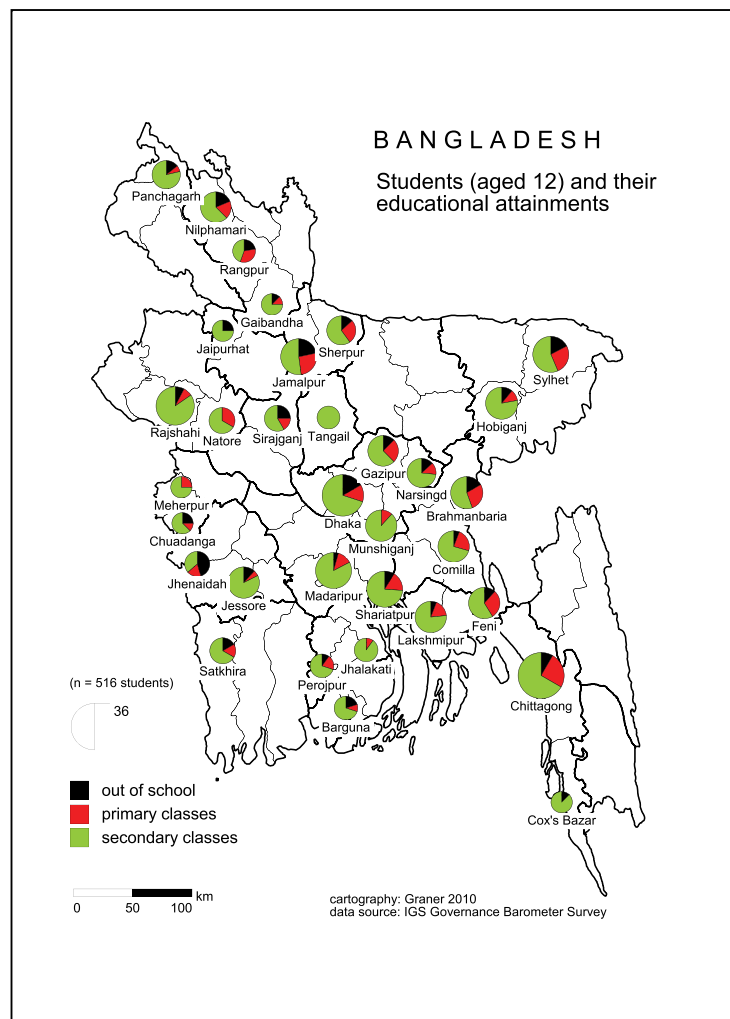 BANGLADESH
Students (aged 12) and their
educational attainments
Panchagarh
Nilphamari
Rangpur
Gaibandha
Jaipurhat
Sherpur
Jamalpur
Sylhet
Hobiganj
Rajshahi
Natore
Sirajganj
Tangail
Gazipur
Narsingd
Meherpur
Dhaka
Brahmanbaria
Chuadanga
Munshiganj
Comilla
Jhenaidah
Jessore
Madaripur
Shariatpur
Feni
Lakshmipur
Satkhira
Jhalakati
Perojpur
Chittagong
Barguna
Cox's Bazar
(n = 516 students)
36
out of school
primary classes
secondary classes
km
0 50 100
cartography: Graner 2010
data source: IGS Governance Barometer Survey